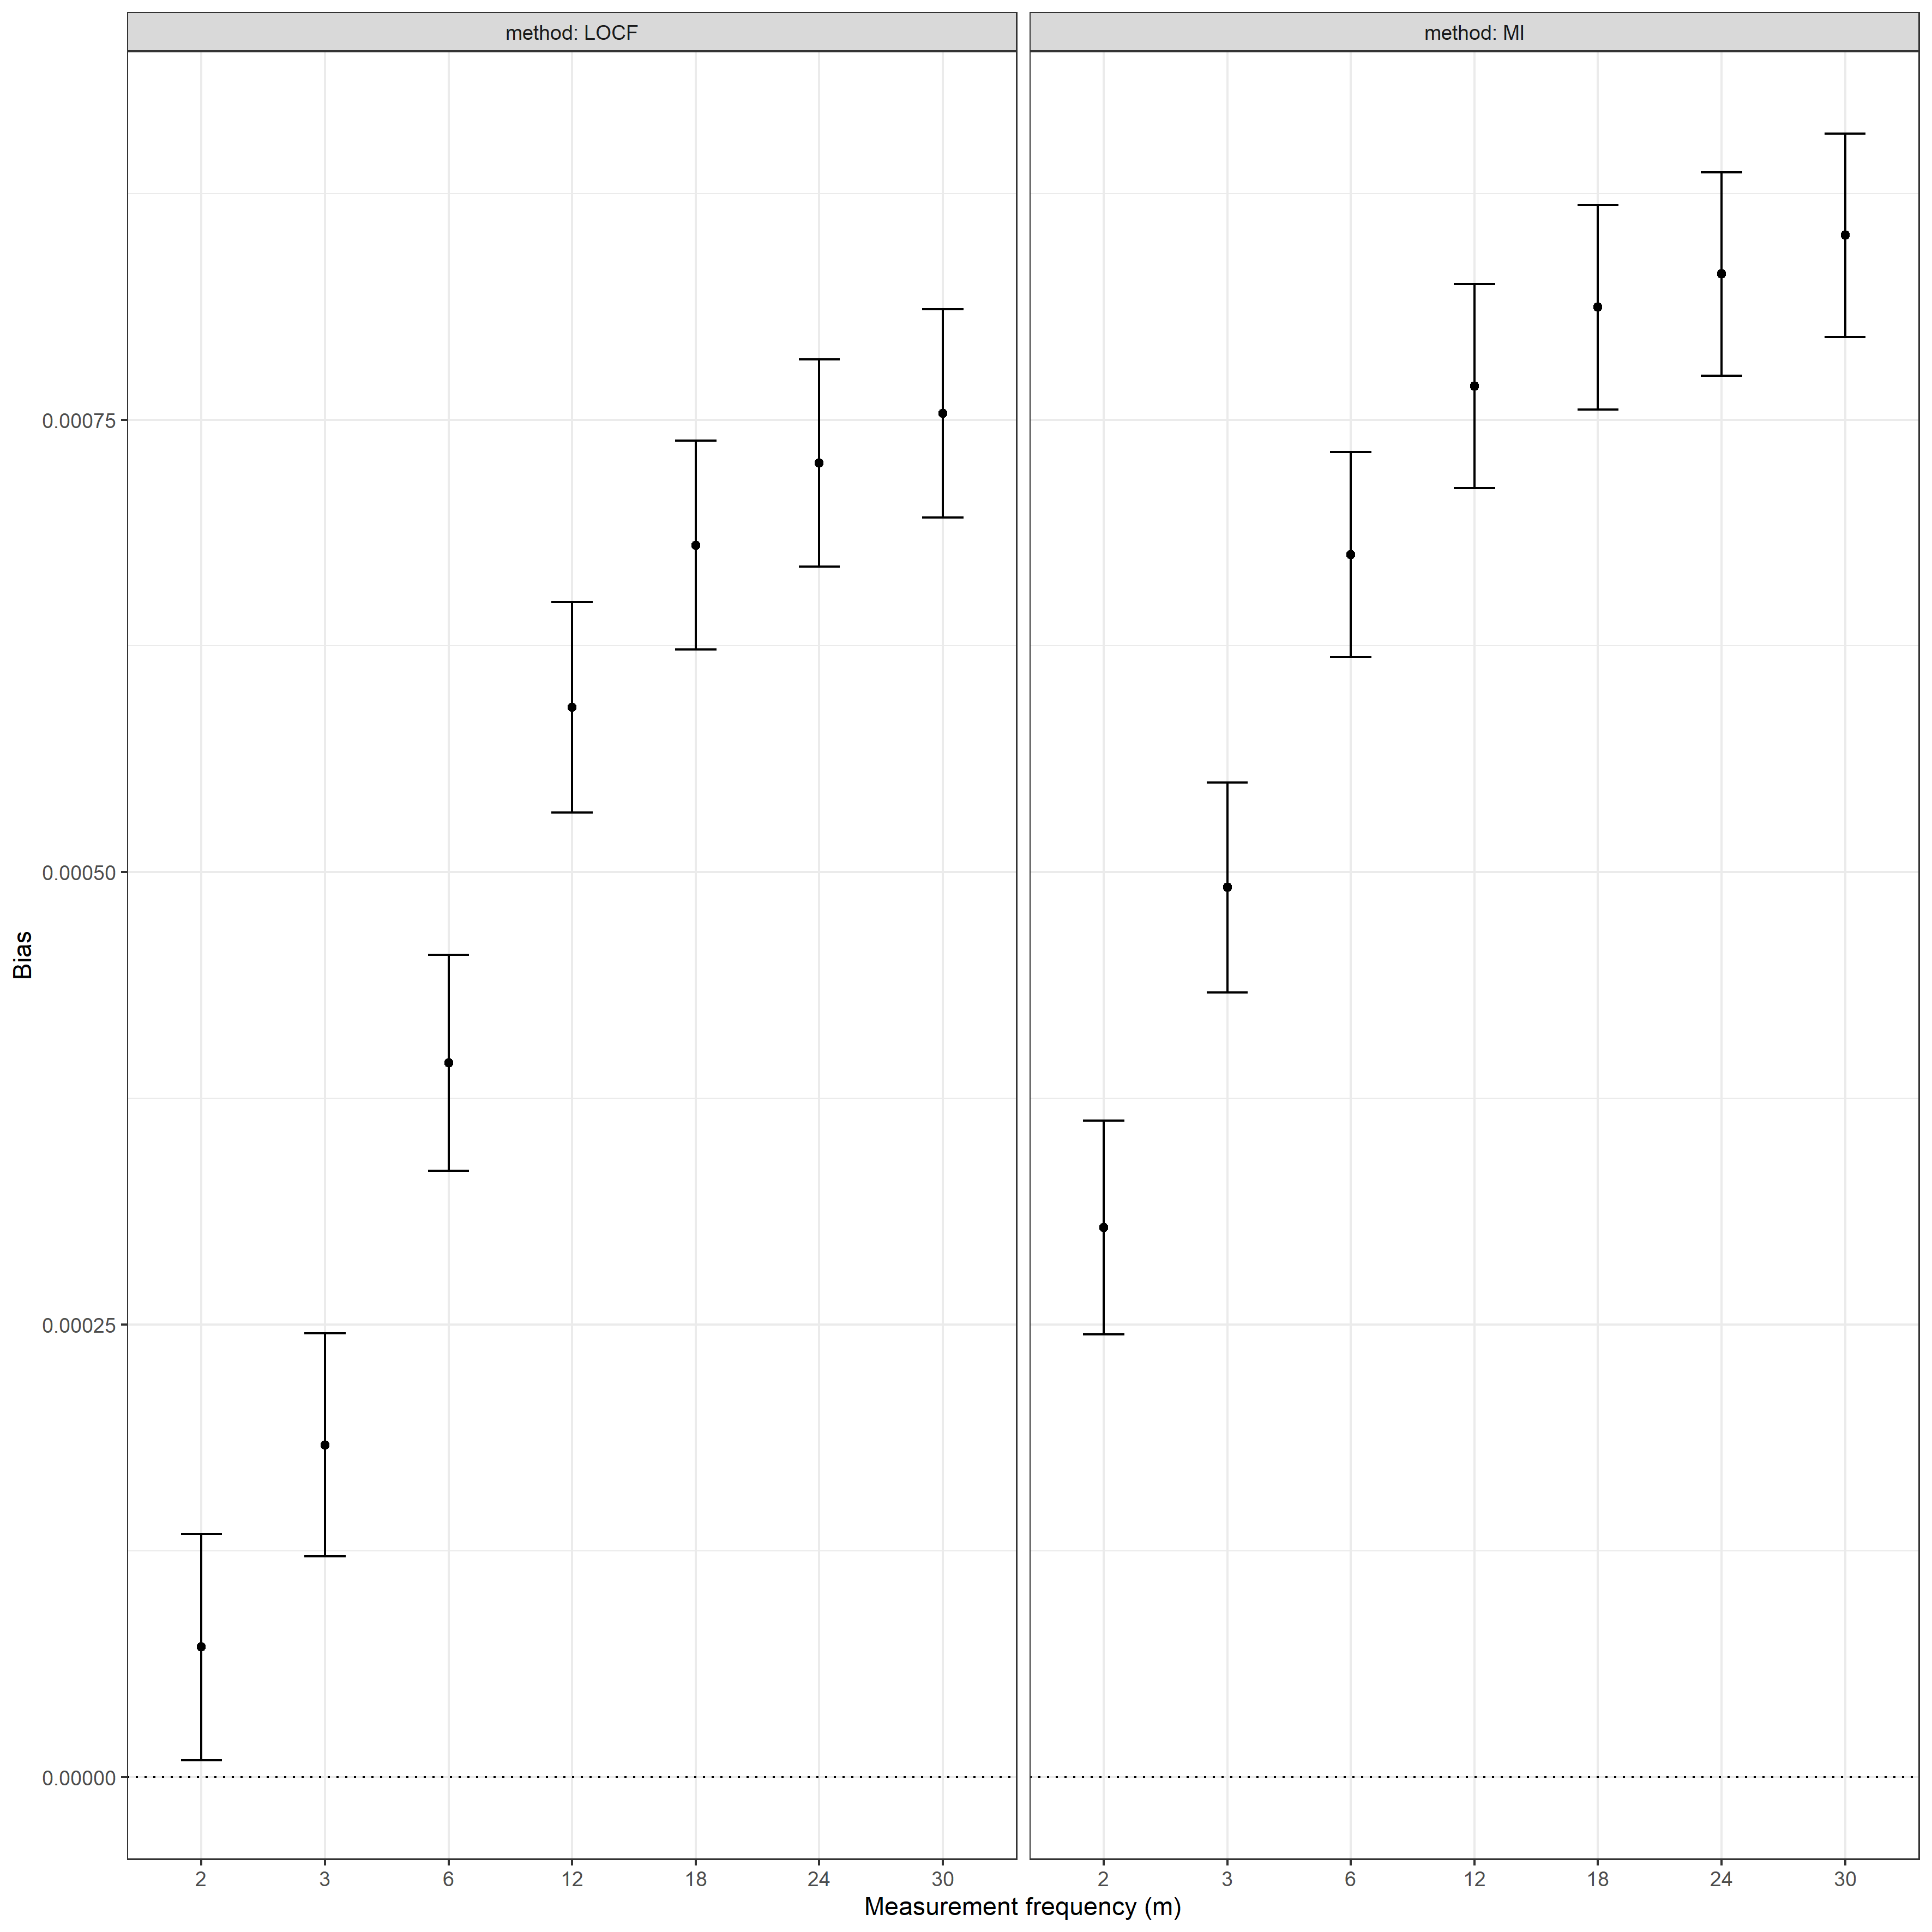 method: LOCF
method: MI
Bias
0.00075
0.00050
0.00025
0.00000
2 3 6 12 18 24 30
2 3 6 12 18 24 30
Measurement frequency (m)